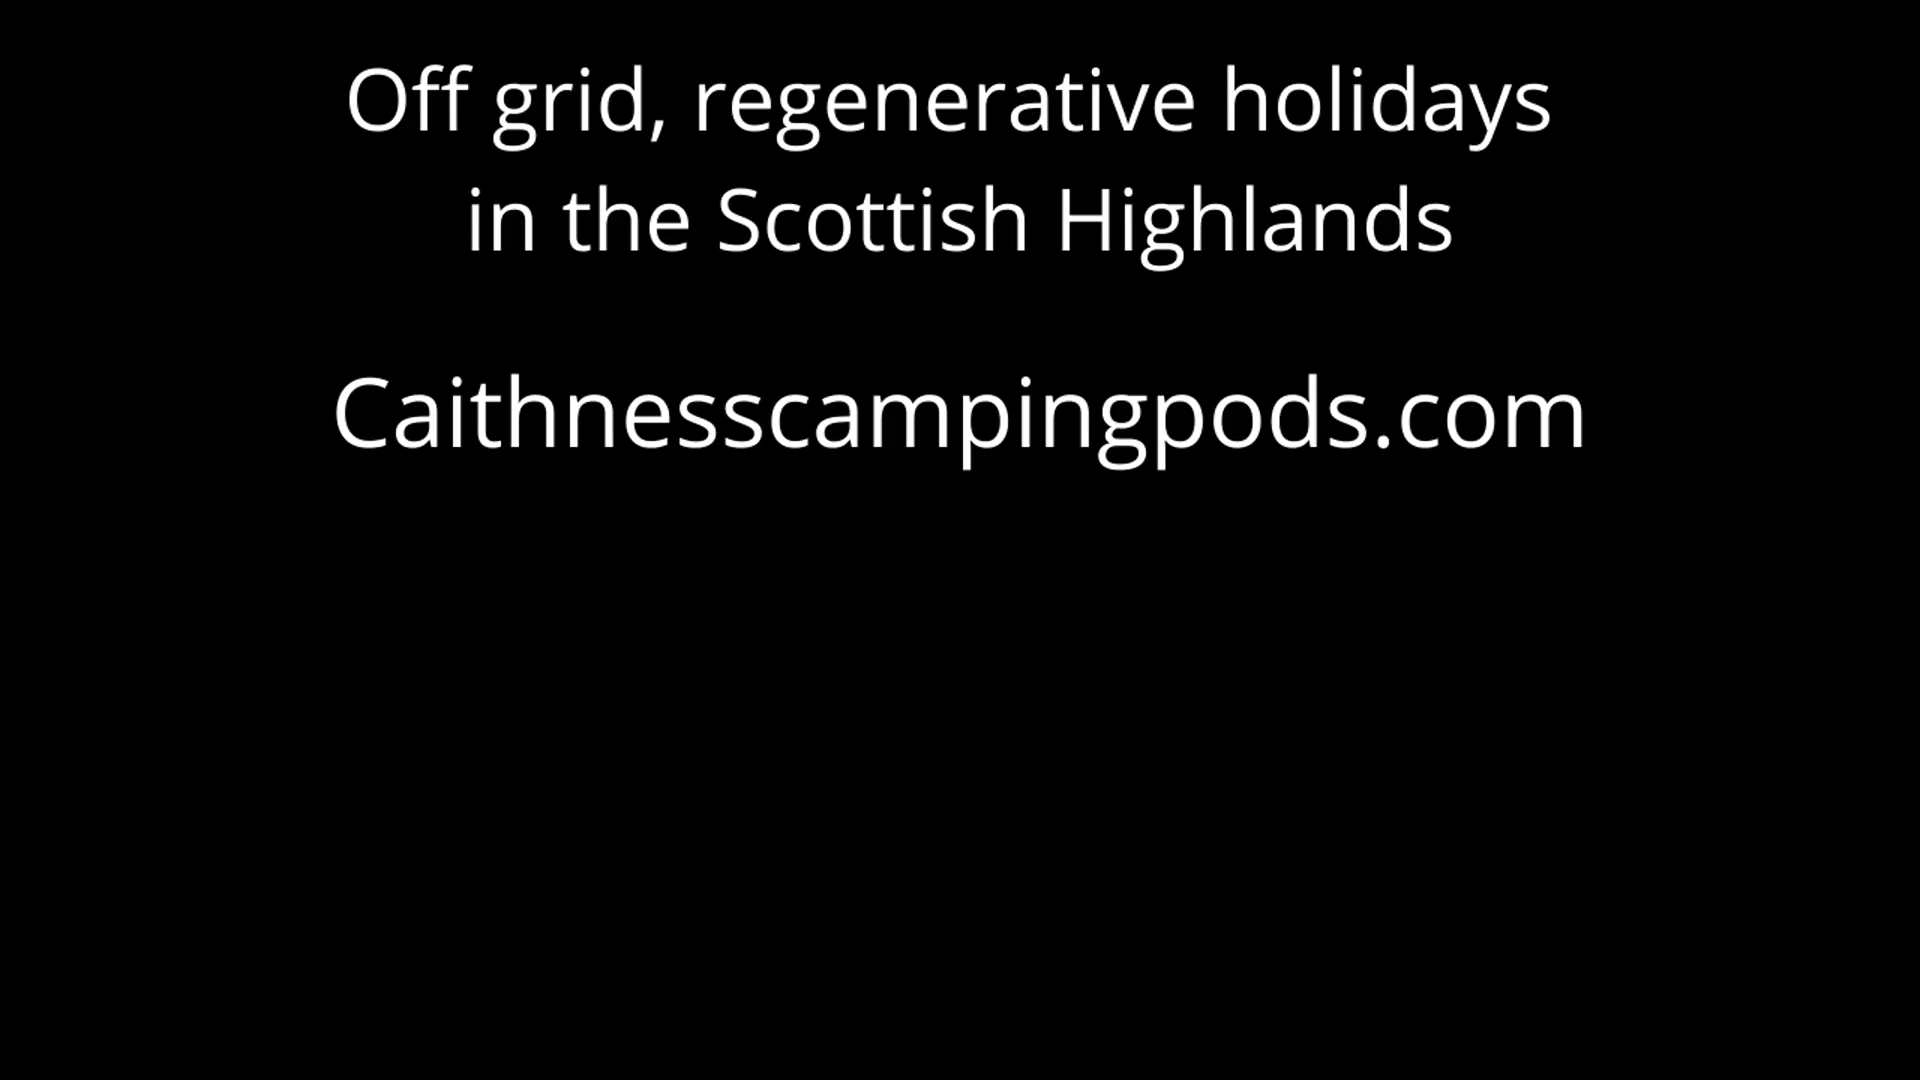 Off grid, regenerative holidays
in the Scottish Highlands
Caithnesscampingpods.com